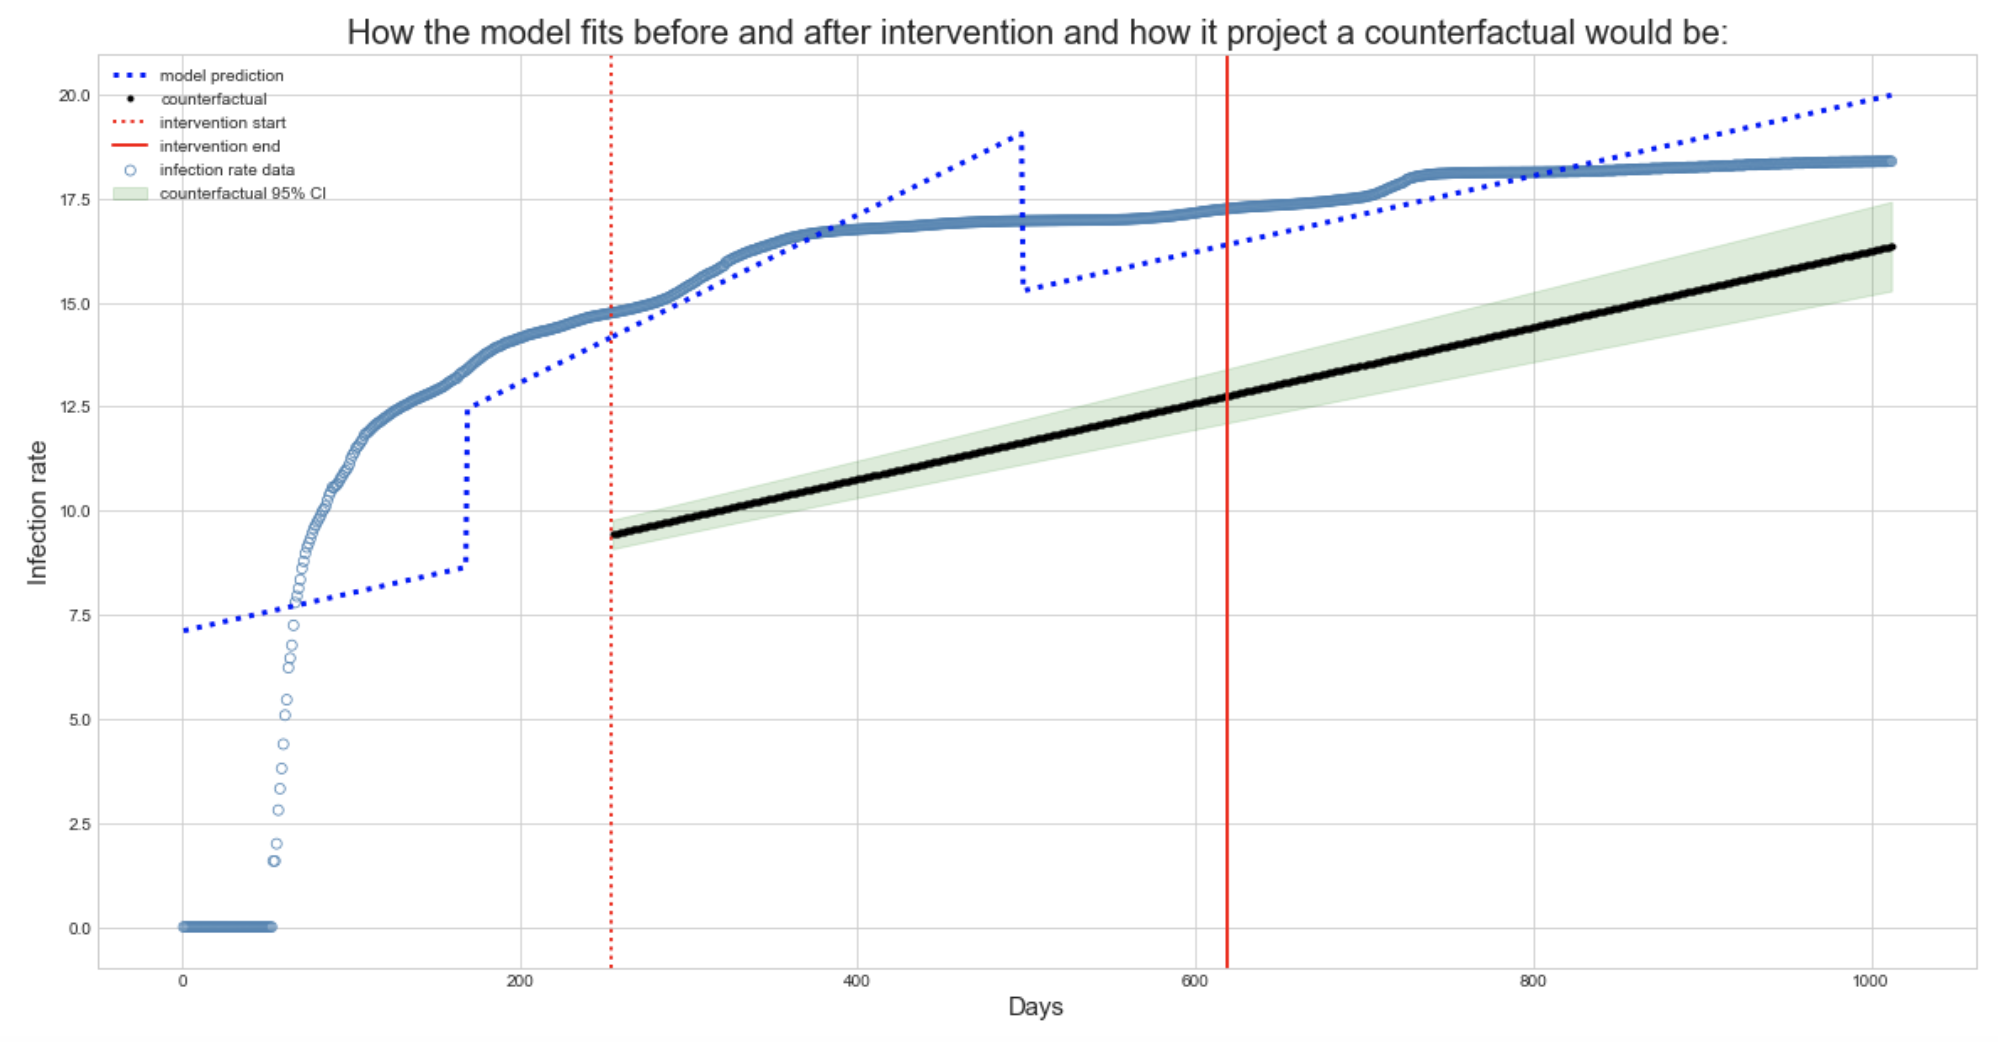 How the model fits before and after intervention and how it project a counterfactual would be:
model prediction
counterfactual
intervention start
intervention end
infection rate data
counterfactual 95% CI
20.0
17.5
15.0
12.5
10.0
7.5
5.0
2.5
0.0
Infection rate
0 200 400 600 800 1000
Days